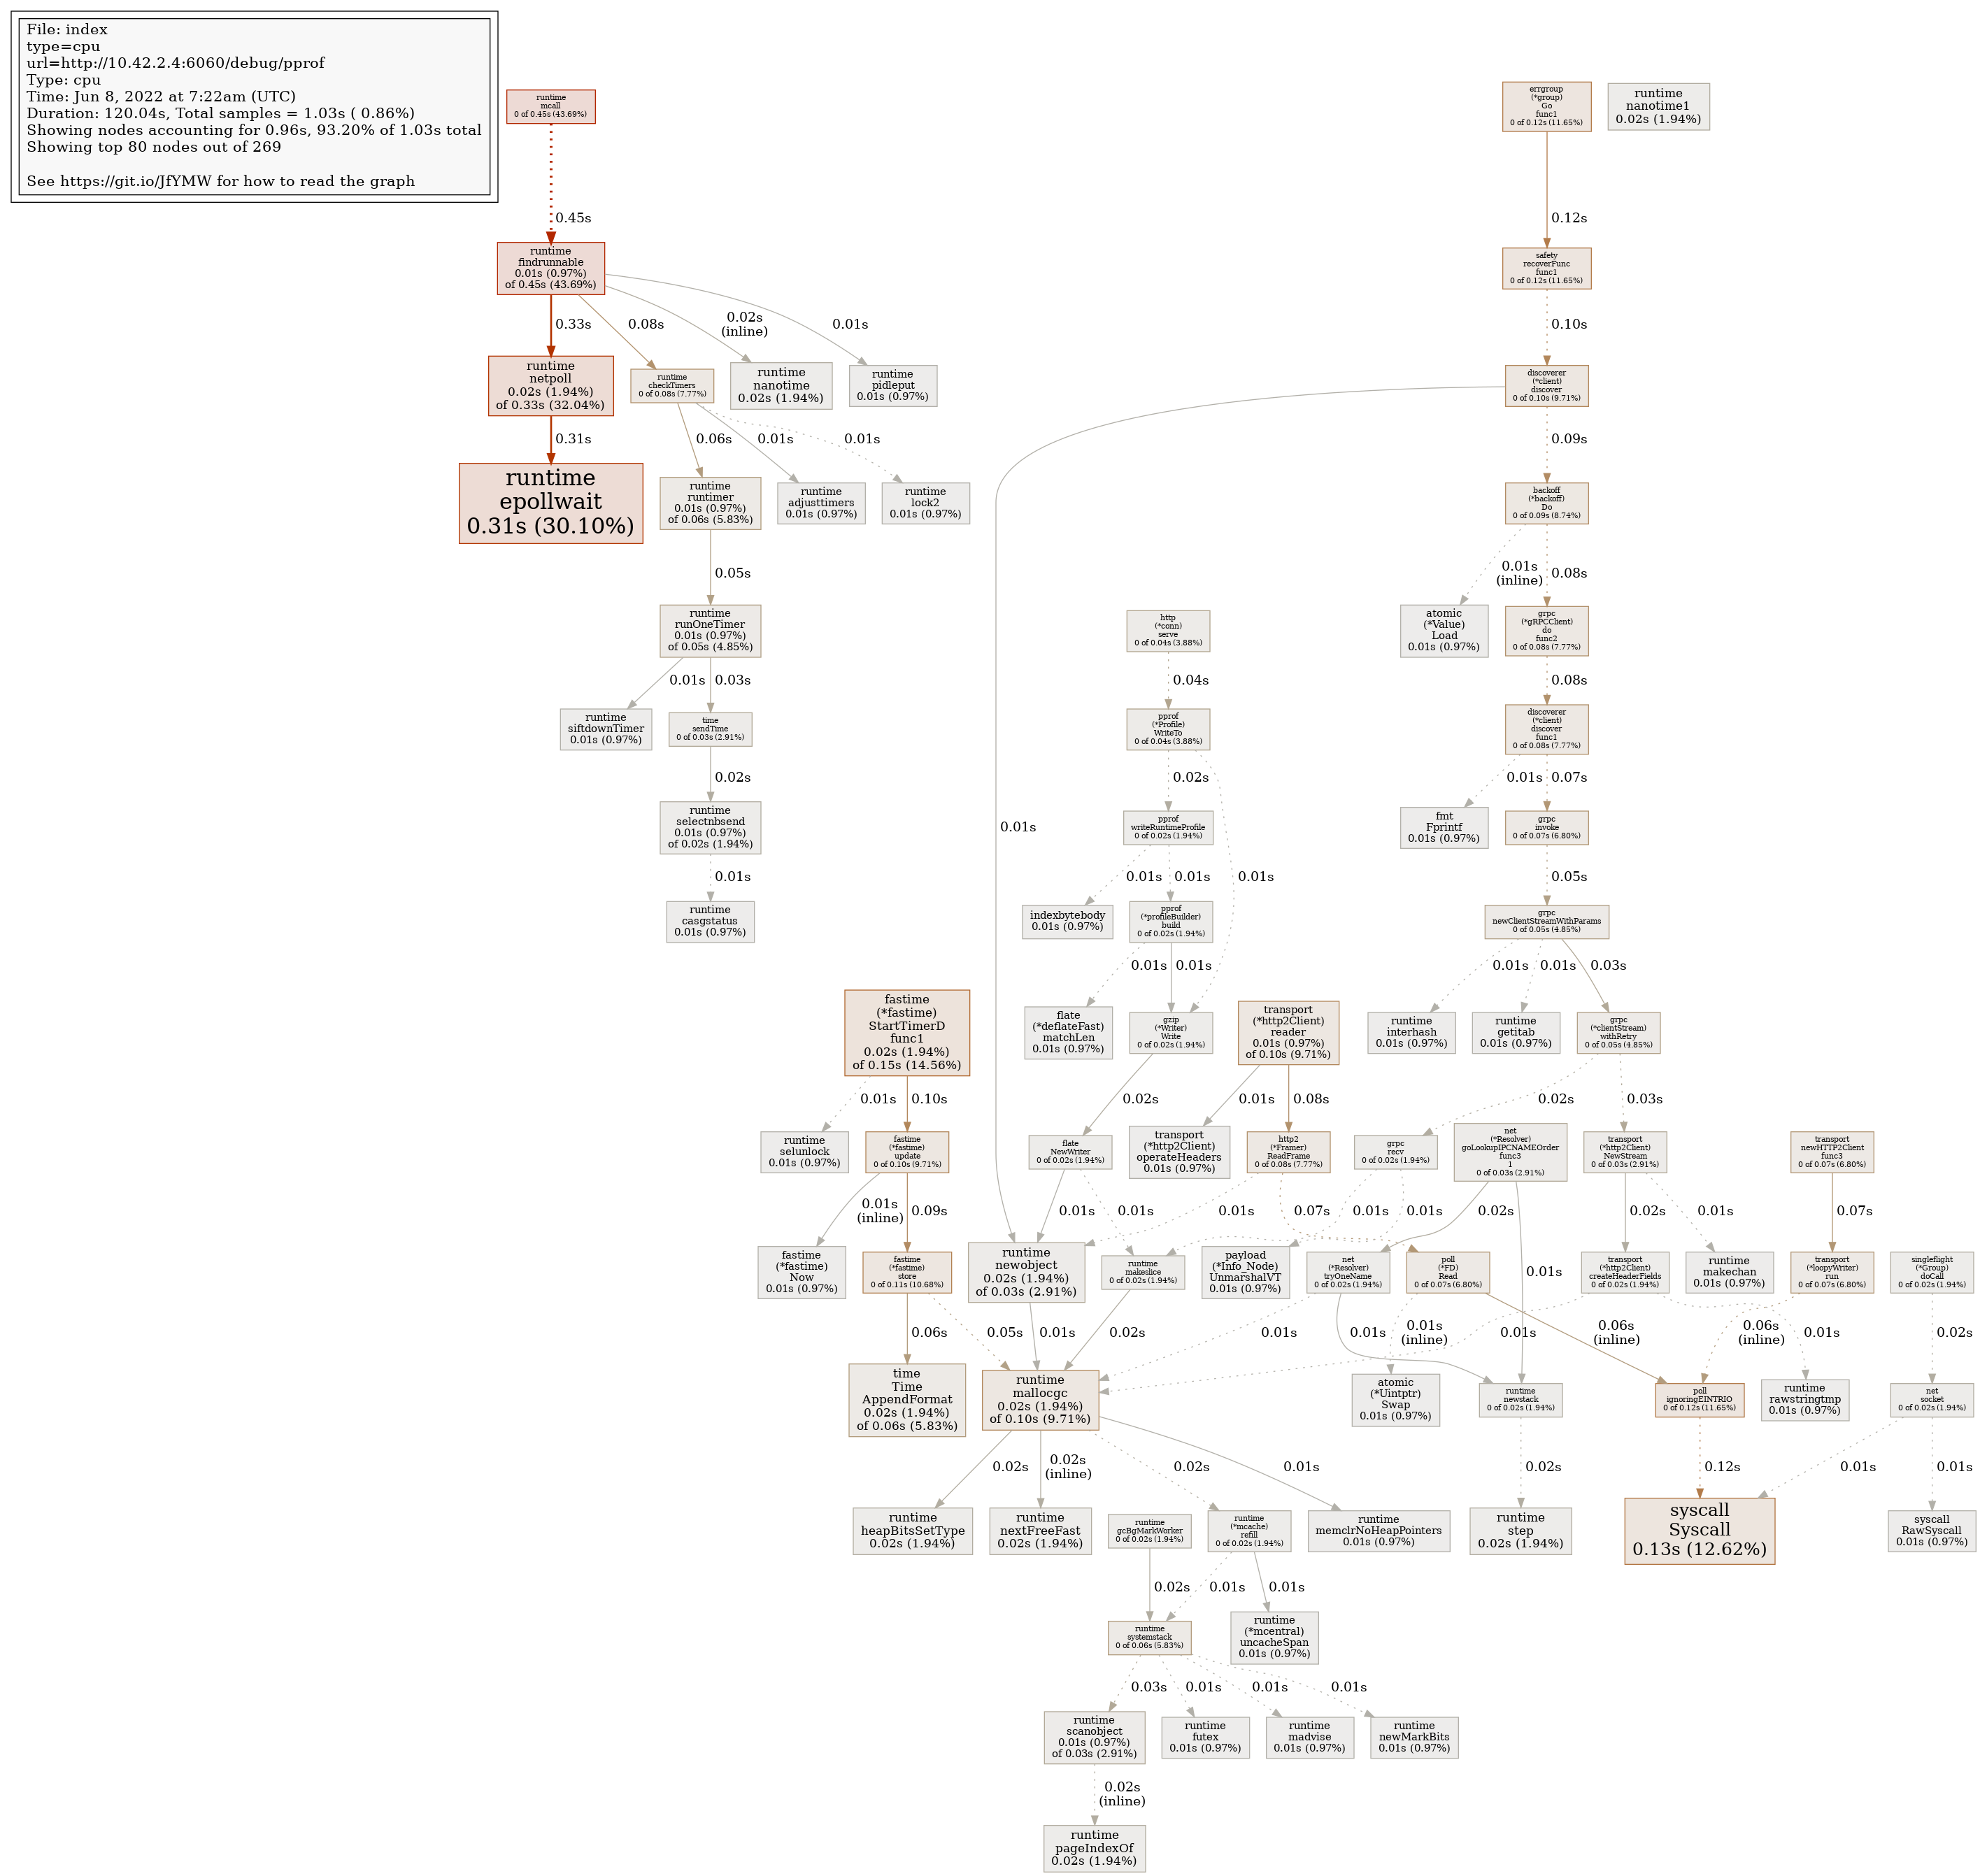 File: index
type=cpu
url=http://10.42.2.4:6060/debug/pprof
Type: cpu
Time: Jun 8, 2022 at 7:22am (UTC)
Duration: 120.04s, Total samples = 1.03s ( 0.86%)
Showing nodes accounting for 0.96s, 93.20% of 1.03s total
Showing top 80 nodes out of 269
See https://git.io/JfYMW for how to read the graph
runtime
mcall
0 of 0.45s (43.69%)
errgroup
(*group)
Go
func1
0 of 0.12s (11.65%)
runtime
nanotime1
0.02s (1.94%)
0.45s
0.12s
runtime
findrunnable
0.01s (0.97%)
of 0.45s (43.69%)
safety
recoverFunc
func1
0 of 0.12s (11.65%)
0.33s
0.08s
0.02s
(inline)
0.01s
0.10s
runtime
netpoll
0.02s (1.94%)
of 0.33s (32.04%)
runtime
checkTimers
0 of 0.08s (7.77%)
runtime
nanotime
0.02s (1.94%)
runtime
pidleput
0.01s (0.97%)
discoverer
(*client)
discover
0 of 0.10s (9.71%)
0.31s
0.06s
0.01s
0.01s
0.09s
runtime
epollwait
0.31s (30.10%)
runtime
runtimer
0.01s (0.97%)
of 0.06s (5.83%)
runtime
adjusttimers
0.01s (0.97%)
runtime
lock2
0.01s (0.97%)
backoff
(*backoff)
Do
0 of 0.09s (8.74%)
0.05s
0.01s
(inline)
0.08s
runtime
runOneTimer
0.01s (0.97%)
of 0.05s (4.85%)
http
(*conn)
serve
0 of 0.04s (3.88%)
atomic
(*Value)
Load
0.01s (0.97%)
grpc
(*gRPCClient)
do
func2
0 of 0.08s (7.77%)
0.01s
0.03s
0.04s
0.08s
runtime
siftdownTimer
0.01s (0.97%)
time
sendTime
0 of 0.03s (2.91%)
pprof
(*Profile)
WriteTo
0 of 0.04s (3.88%)
discoverer
(*client)
discover
func1
0 of 0.08s (7.77%)
0.02s
0.02s
0.01s
0.07s
runtime
selectnbsend
0.01s (0.97%)
of 0.02s (1.94%)
0.01s
pprof
writeRuntimeProfile
0 of 0.02s (1.94%)
fmt
Fprintf
0.01s (0.97%)
grpc
invoke
0 of 0.07s (6.80%)
0.01s
0.01s
0.01s
0.01s
0.05s
runtime
casgstatus
0.01s (0.97%)
indexbytebody
0.01s (0.97%)
pprof
(*profileBuilder)
build
0 of 0.02s (1.94%)
grpc
newClientStreamWithParams
0 of 0.05s (4.85%)
0.01s
0.01s
0.01s
0.01s
0.03s
fastime
(*fastime)
StartTimerD
func1
0.02s (1.94%)
of 0.15s (14.56%)
flate
(*deflateFast)
matchLen
0.01s (0.97%)
gzip
(*Writer)
Write
0 of 0.02s (1.94%)
transport
(*http2Client)
reader
0.01s (0.97%)
of 0.10s (9.71%)
runtime
interhash
0.01s (0.97%)
runtime
getitab
0.01s (0.97%)
grpc
(*clientStream)
withRetry
0 of 0.05s (4.85%)
0.01s
0.10s
0.02s
0.01s
0.08s
0.02s
0.03s
runtime
selunlock
0.01s (0.97%)
fastime
(*fastime)
update
0 of 0.10s (9.71%)
flate
NewWriter
0 of 0.02s (1.94%)
transport
(*http2Client)
operateHeaders
0.01s (0.97%)
http2
(*Framer)
ReadFrame
0 of 0.08s (7.77%)
grpc
recv
0 of 0.02s (1.94%)
net
(*Resolver)
goLookupIPCNAMEOrder
func3
1
0 of 0.03s (2.91%)
transport
(*http2Client)
NewStream
0 of 0.03s (2.91%)
transport
newHTTP2Client
func3
0 of 0.07s (6.80%)
0.01s
(inline)
0.09s
0.01s
0.01s
0.01s
0.07s
0.01s
0.01s
0.02s
0.02s
0.01s
0.07s
fastime
(*fastime)
Now
0.01s (0.97%)
fastime
(*fastime)
store
0 of 0.11s (10.68%)
runtime
newobject
0.02s (1.94%)
of 0.03s (2.91%)
runtime
makeslice
0 of 0.02s (1.94%)
payload
(*Info_Node)
UnmarshalVT
0.01s (0.97%)
net
(*Resolver)
tryOneName
0 of 0.02s (1.94%)
poll
(*FD)
Read
0 of 0.07s (6.80%)
0.01s
transport
(*http2Client)
createHeaderFields
0 of 0.02s (1.94%)
runtime
makechan
0.01s (0.97%)
transport
(*loopyWriter)
run
0 of 0.07s (6.80%)
singleflight
(*Group)
doCall
0 of 0.02s (1.94%)
0.06s
0.05s
0.01s
0.02s
0.01s
0.01s
0.01s
(inline)
0.01s
0.06s
(inline)
0.06s
(inline)
0.01s
0.02s
time
Time
AppendFormat
0.02s (1.94%)
of 0.06s (5.83%)
runtime
mallocgc
0.02s (1.94%)
of 0.10s (9.71%)
atomic
(*Uintptr)
Swap
0.01s (0.97%)
runtime
newstack
0 of 0.02s (1.94%)
poll
ignoringEINTRIO
0 of 0.12s (11.65%)
runtime
rawstringtmp
0.01s (0.97%)
net
socket
0 of 0.02s (1.94%)
0.02s
0.02s
(inline)
0.02s
0.01s
0.02s
0.12s
0.01s
0.01s
runtime
heapBitsSetType
0.02s (1.94%)
runtime
nextFreeFast
0.02s (1.94%)
runtime
gcBgMarkWorker
0 of 0.02s (1.94%)
runtime
(*mcache)
refill
0 of 0.02s (1.94%)
runtime
memclrNoHeapPointers
0.01s (0.97%)
runtime
step
0.02s (1.94%)
syscall
Syscall
0.13s (12.62%)
syscall
RawSyscall
0.01s (0.97%)
0.02s
0.01s
0.01s
runtime
systemstack
0 of 0.06s (5.83%)
runtime
(*mcentral)
uncacheSpan
0.01s (0.97%)
0.03s
0.01s
0.01s
0.01s
runtime
scanobject
0.01s (0.97%)
of 0.03s (2.91%)
runtime
futex
0.01s (0.97%)
runtime
madvise
0.01s (0.97%)
runtime
newMarkBits
0.01s (0.97%)
0.02s
(inline)
runtime
pageIndexOf
0.02s (1.94%)